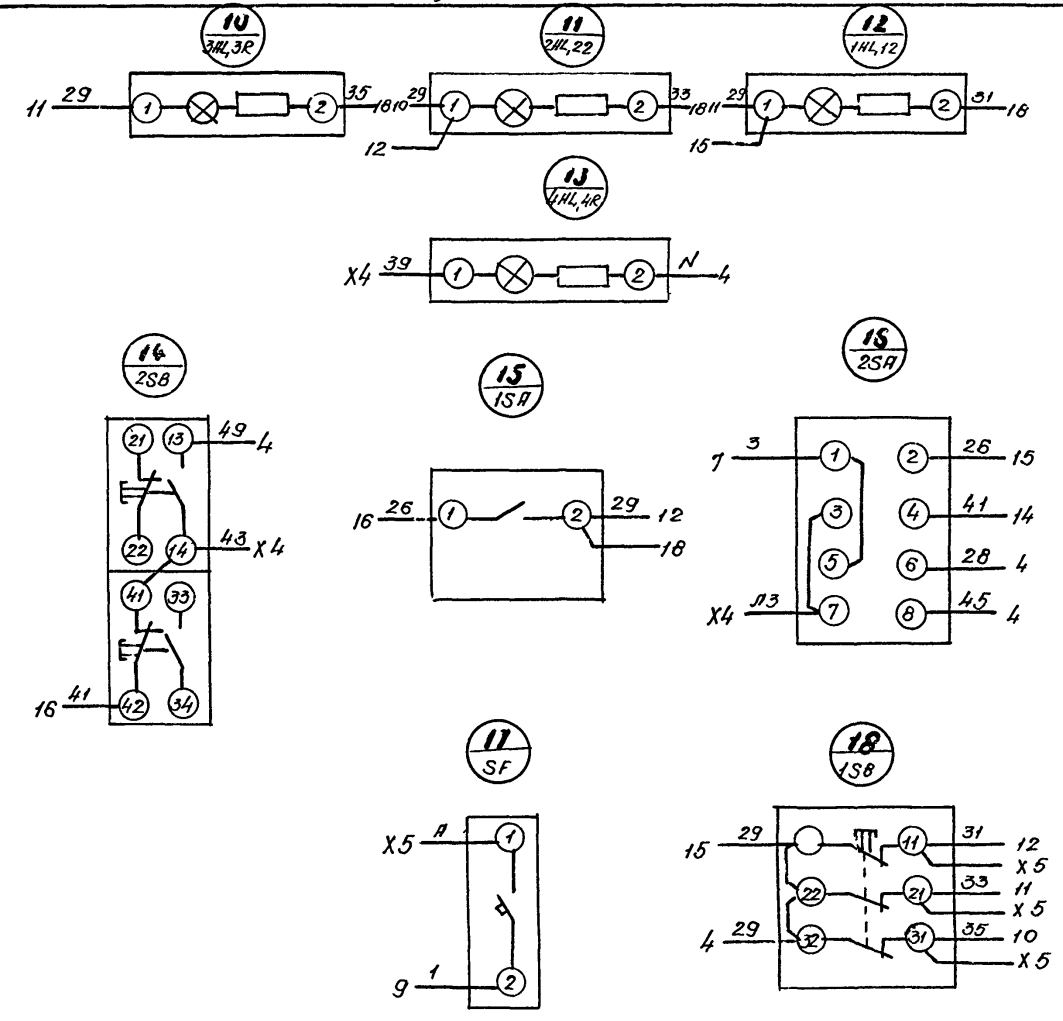 10 11 12
3HL,3R 2HL,22 1HL,12
11 29 1 2 35 18 10 29 1 2 33 18 11 29 1 2 31 18
12 15
13
4HL,4R
X4 39 1 2 N 4
14 15 16
2SB 1SA 2SA
21 13 49 4
22 14 43 X4
41 33
16 41 42 34
16 26 1 2 29 12
18
7 3 1 2 26 15
3 4 41 14
5 6 28 4
X4 Л3 7 8 45 4
17 18
SF 1SB
X5 A 1
9 1 2
15 29 11 31 12
X5
22 21 33 11
X5
4 29 32 31 35 10
X5